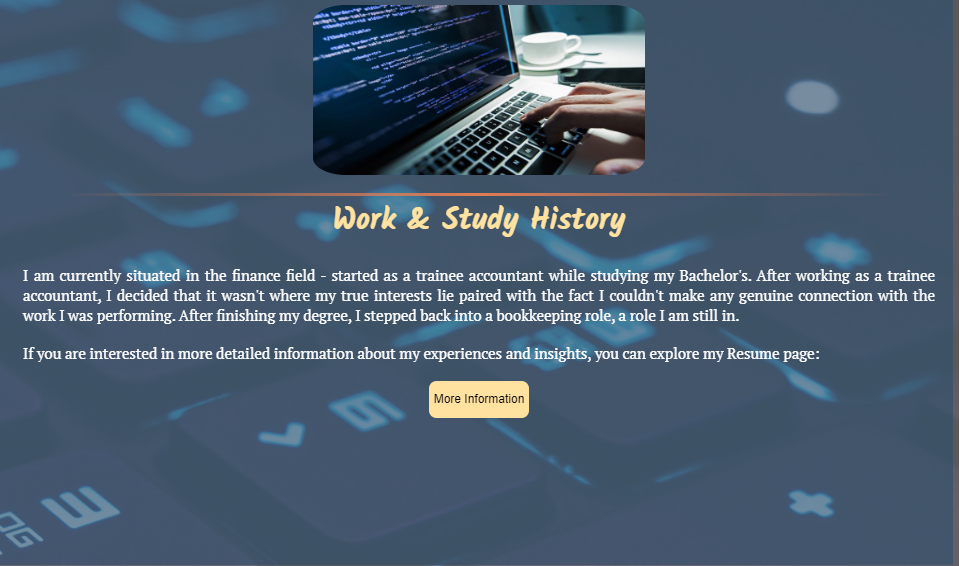 Work & Study History
I am currently situated in the finance field - started as a trainee accountant while studying my Bachelor's. After working as a trainee
accountant, I decided that it wasn't where my true interests lie paired with the fact I couldn't make any genuine connection with the
work I was performing. After finishing my degree, I stepped back into a bookkeeping role, a role I am still in.
If you are interested in more detailed information about my experiences and insights, you can explore my Resume page:
More Information